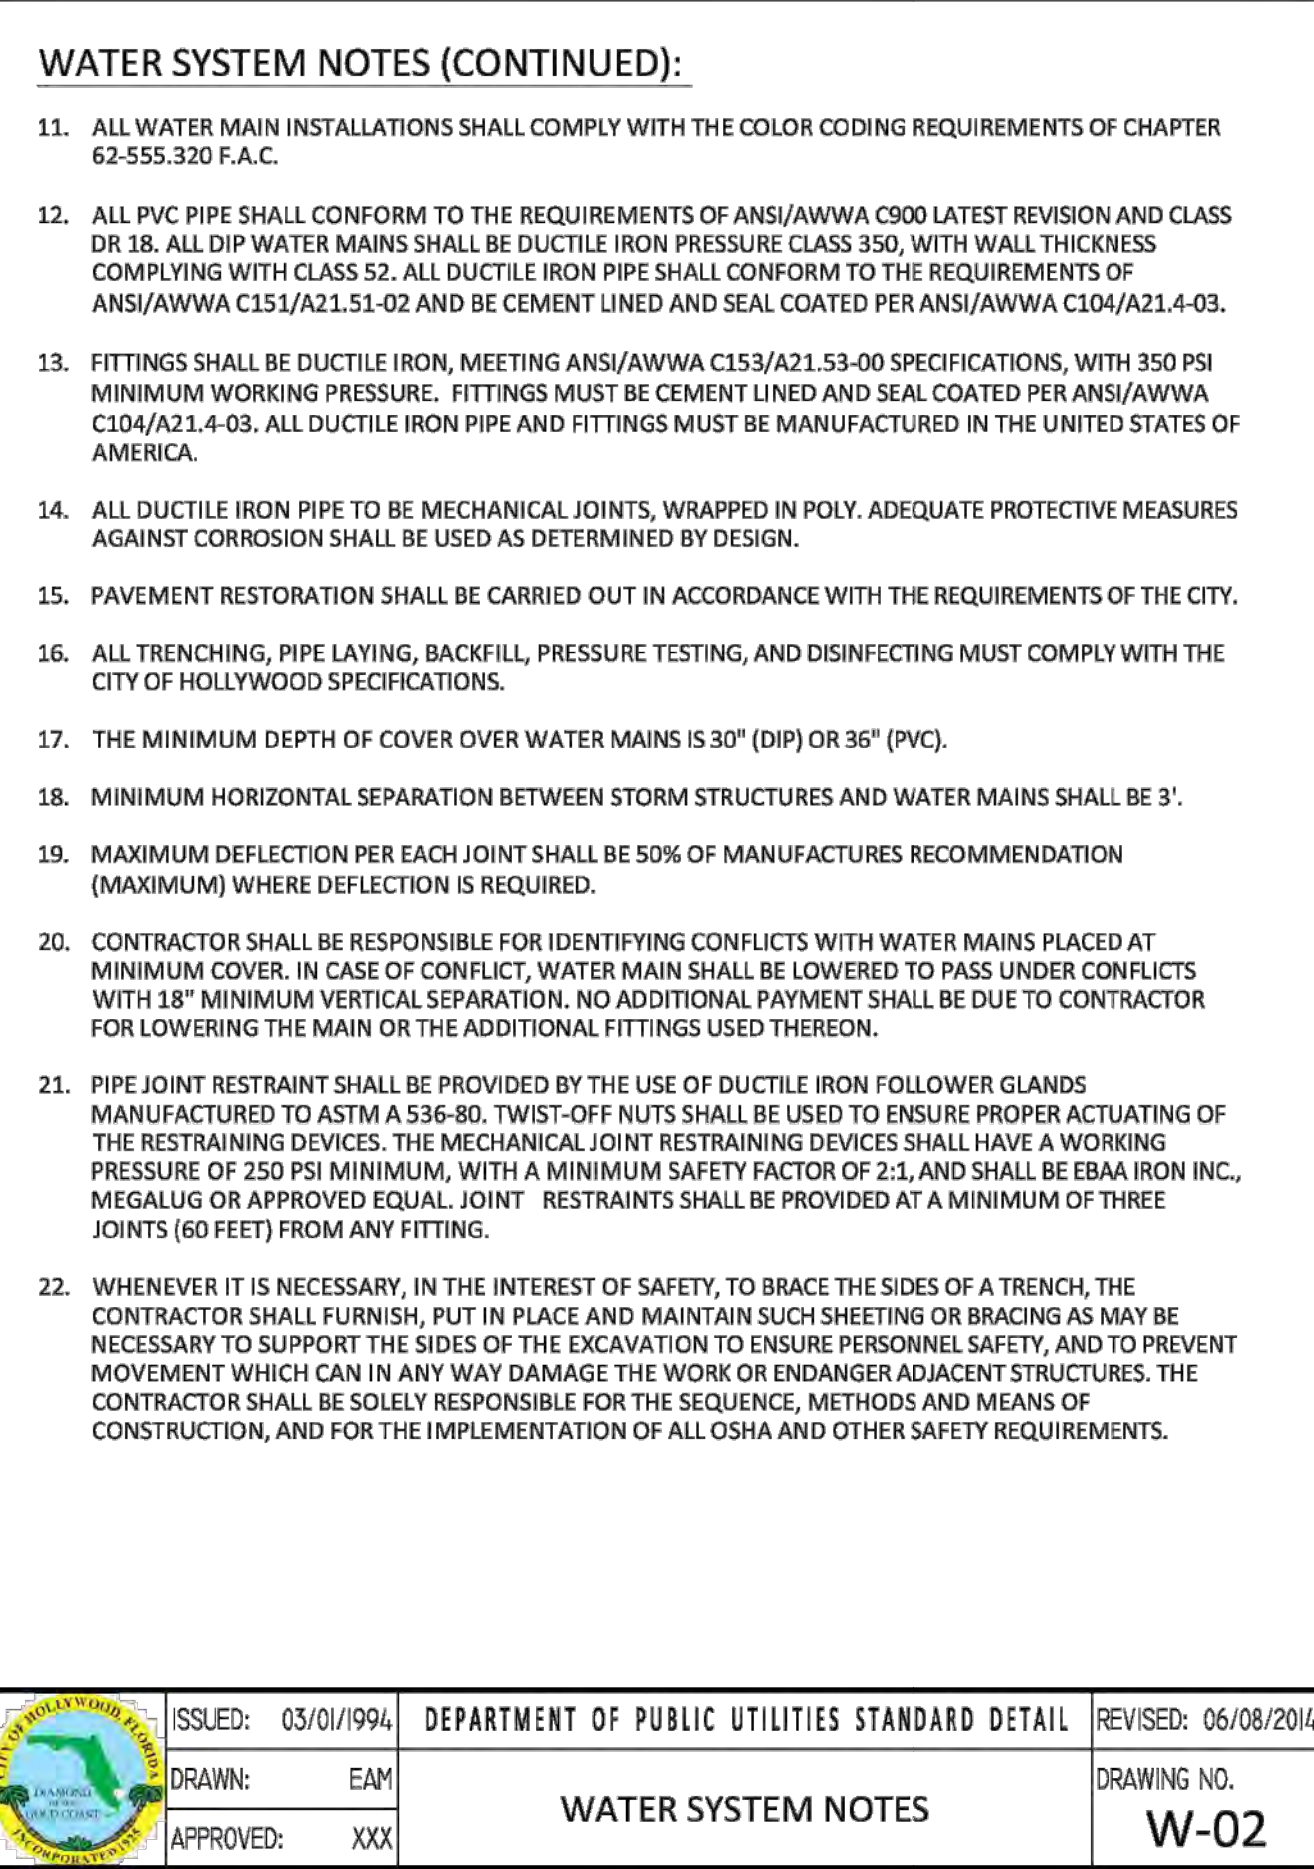 WATER SYSTEM NOTES (CONTINUED):
11. ALL WATER MAIN INSTALLATIONS SHALL COMPLY WITH THE COLOR CODING REQUIREMENTS OF CHAPTER
62-555.320 F.A.C.
12. ALL PVC PIPE SHALL CONFORM TO THE REQUIREMENTS OF ANSI/AWWA C900 LATEST REVISION AND CLASS
DR 18. ALL DIP WATER MAINS SHALL BE DUCTILE IRON PRESSURE CLASS 350, WITH WALL THICKNESS
COMPLYING WITH CLASS 52. ALL DUCTILE IRON PIPE SHALL CONFORM TO THE REQUIREMENTS OF
ANSI/AWWA C151/A21.51-02 AND BE CEMENT LINED AND SEAL COATED PER ANSI/AWWA C104/A21.4-03.
13. FITTINGS SHALL BE DUCTILE IRON, MEETING ANSI/AWWA C153/A21.53-00 SPECIFICATIONS, WITH 350 PSI
MINIMUM WORKING PRESSURE. FITTINGS MUST BE CEMENT LINED AND SEAL COATED PER ANSI/AWWA
C104/A21.4-03. ALL DUCTILE IRON PIPE AND FITTINGS MUST BE MANUFACTURED IN THE UNITED STATES OF
AMERICA.
14. ALL DUCTILE IRON PIPE TO BE MECHANICAL JOINTS, WRAPPED IN POLY. ADEQUATE PROTECTIVE MEASURES
AGAINST CORROSION SHALL BE USED AS DETERMINED BY DESIGN.
15. PAVEMENT RESTORATION SHALL BE CARRIED OUT IN ACCORDANCE WITH THE REQUIREMENTS OF THE CITY.
16. ALL TRENCHING, PIPE LAYING, BACKFILL, PRESSURE TESTING, AND DISINFECTING MUST COMPLY WITH THE
CITY OF HOLLYWOOD SPECIFICATIONS.
17. THE MINIMUM DEPTH OF COVER OVER WATER MAINS IS 30" (DIP) OR 36" (PVC).
18. MINIMUM HORIZONTAL SEPARATION BETWEEN STORM STRUCTURES AND WATER MAINS SHALL BE 3'.
19. MAXIMUM DEFLECTION PER EACH JOINT SHALL BE 50% OF MANUFACTURES RECOMMENDATION
(MAXIMUM) WHERE DEFLECTION IS REQUIRED.
20. CONTRACTOR SHALL BE RESPONSIBLE FOR IDENTIFYING CONFLICTS WITH WATER MAINS PLACED AT
MINIMUM COVER. IN CASE OF CONFLICT, WATER MAIN SHALL BE LOWERED TO PASS UNDER CONFLICTS
WITH 18" MINIMUM VERTICAL SEPARATION. NO ADDITIONAL PAYMENT SHALL BE DUE TO CONTRACTOR
FOR LOWERING THE MAIN OR THE ADDITIONAL FITTINGS USED THEREON.
21. PIPE JOINT RESTRAINT SHALL BE PROVIDED BY THE USE OF DUCTILE IRON FOLLOWER GLANDS
MANUFACTURED TO ASTM A 536-80. TWIST-OFF NUTS SHALL BE USED TO ENSURE PROPER ACTUATING OF
THE RESTRAINING DEVICES. THE MECHANICAL JOINT RESTRAINING DEVICES SHALL HAVE A WORKING
PRESSURE OF 250 PSI MINIMUM, WITH A MINIMUM SAFETY FACTOR OF 2:1, AND SHALL BE EBAA IRON INC.,
MEGALUG OR APPROVED EQUAL. JOINT RESTRAINTS SHALL BE PROVIDED AT A MINIMUM OF THREE
JOINTS (60 FEET) FROM ANY FITTING.
22. WHENEVER IT IS NECESSARY, IN THE INTEREST OF SAFETY, TO BRACE THE SIDES OF A TRENCH, THE
CONTRACTOR SHALL FURNISH, PUT IN PLACE AND MAINTAIN SUCH SHEETING OR BRACING AS MAY BE
NECESSARY TO SUPPORT THE SIDES OF THE EXCAVATION TO ENSURE PERSONNEL SAFETY, AND TO PREVENT
MOVEMENT WHICH CAN IN ANY WAY DAMAGE THE WORK OR ENDANGER ADJACENT STRUCTURES. THE
CONTRACTOR SHALL BE SOLELY RESPONSIBLE FOR THE SEQUENCE, METHODS AND MEANS OF
CONSTRUCTION, AND FOR THE IMPLEMENTATION OF ALL OSHA AND OTHER SAFETY REQUIREMENTS.
CITY OF HOLLYWOOD, FLORIDA
DIAMOND
OF THE
GOLD COAST
INCORPORATED 1925
ISSUED: 03/01/1994
DRAWN: EAM
APPROVED: XXX
DEPARTMENT OF PUBLIC UTILITIES STANDARD DETAIL
WATER SYSTEM NOTES
REVISED: 06/08/2014
DRAWING NO.
W-02